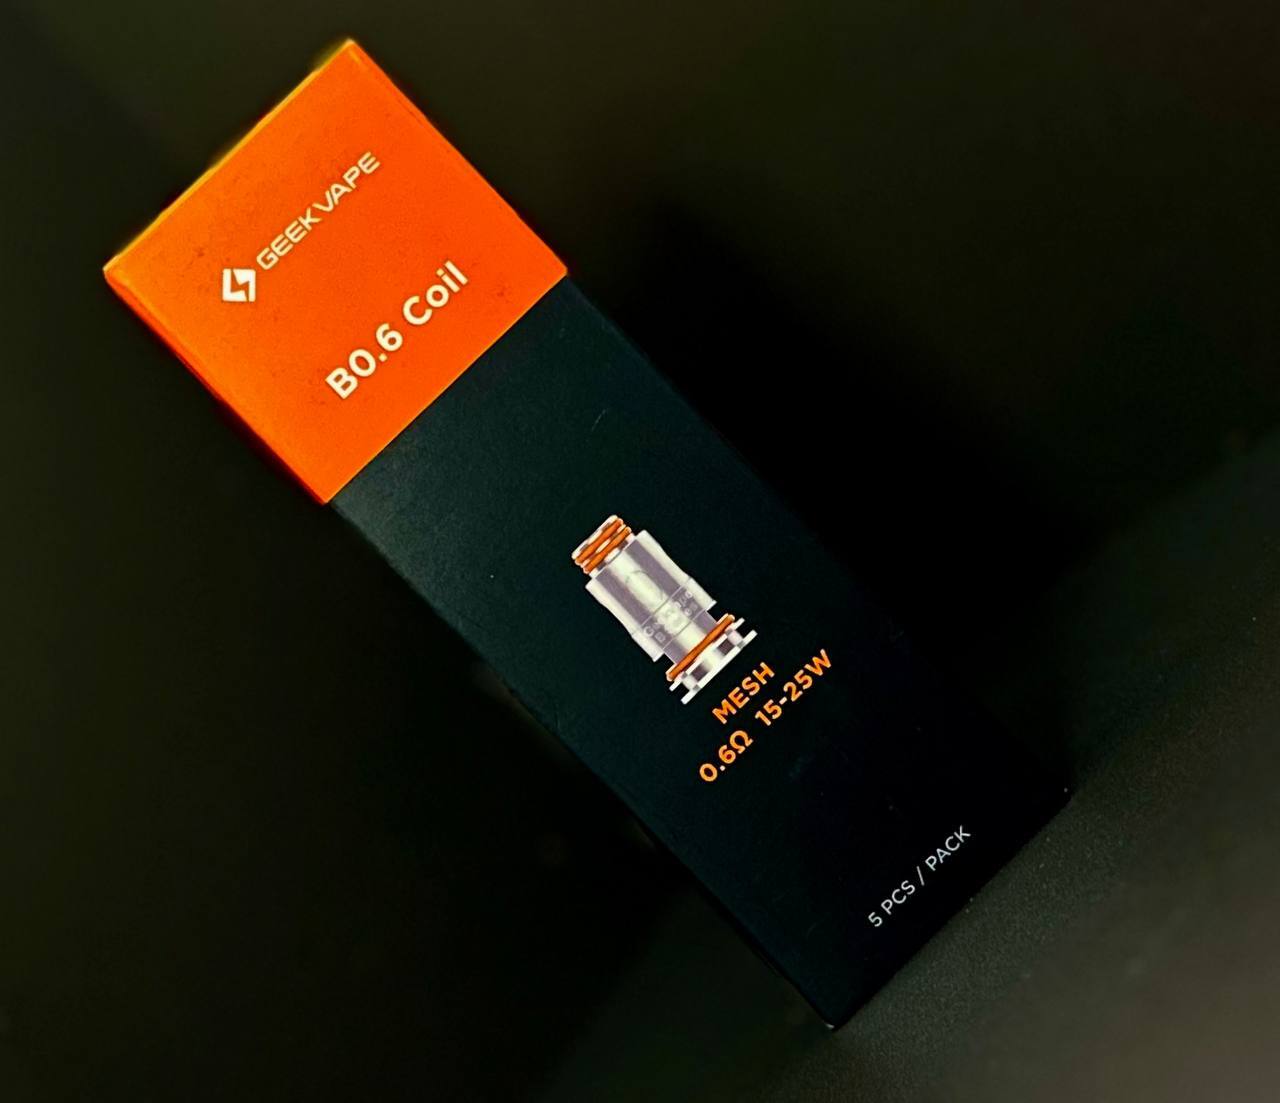 GEEKVAPE
B0.6 Coil
MESH
0.6Ω 15-25W
5 PCS / PACK